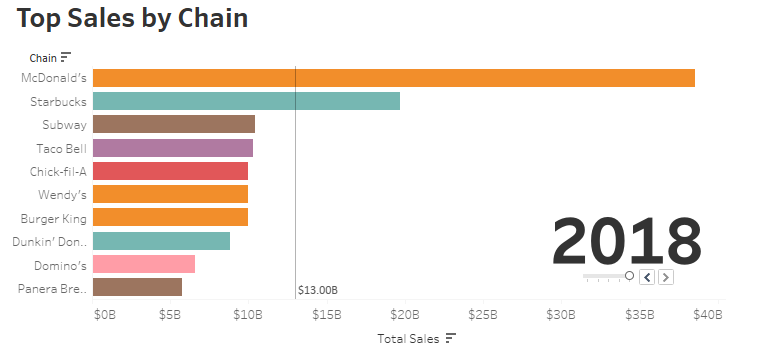 Top Sales by Chain
Chain
McDonald's
Starbucks
Subway
Taco Bell
Chick-fil-A
Wendy's
Burger King
Dunkin' Don..
Domino's
Panera Bre..
2018
$13.00B
$0B $5B $10B $15B $20B $25B $30B $35B $40B
Total Sales